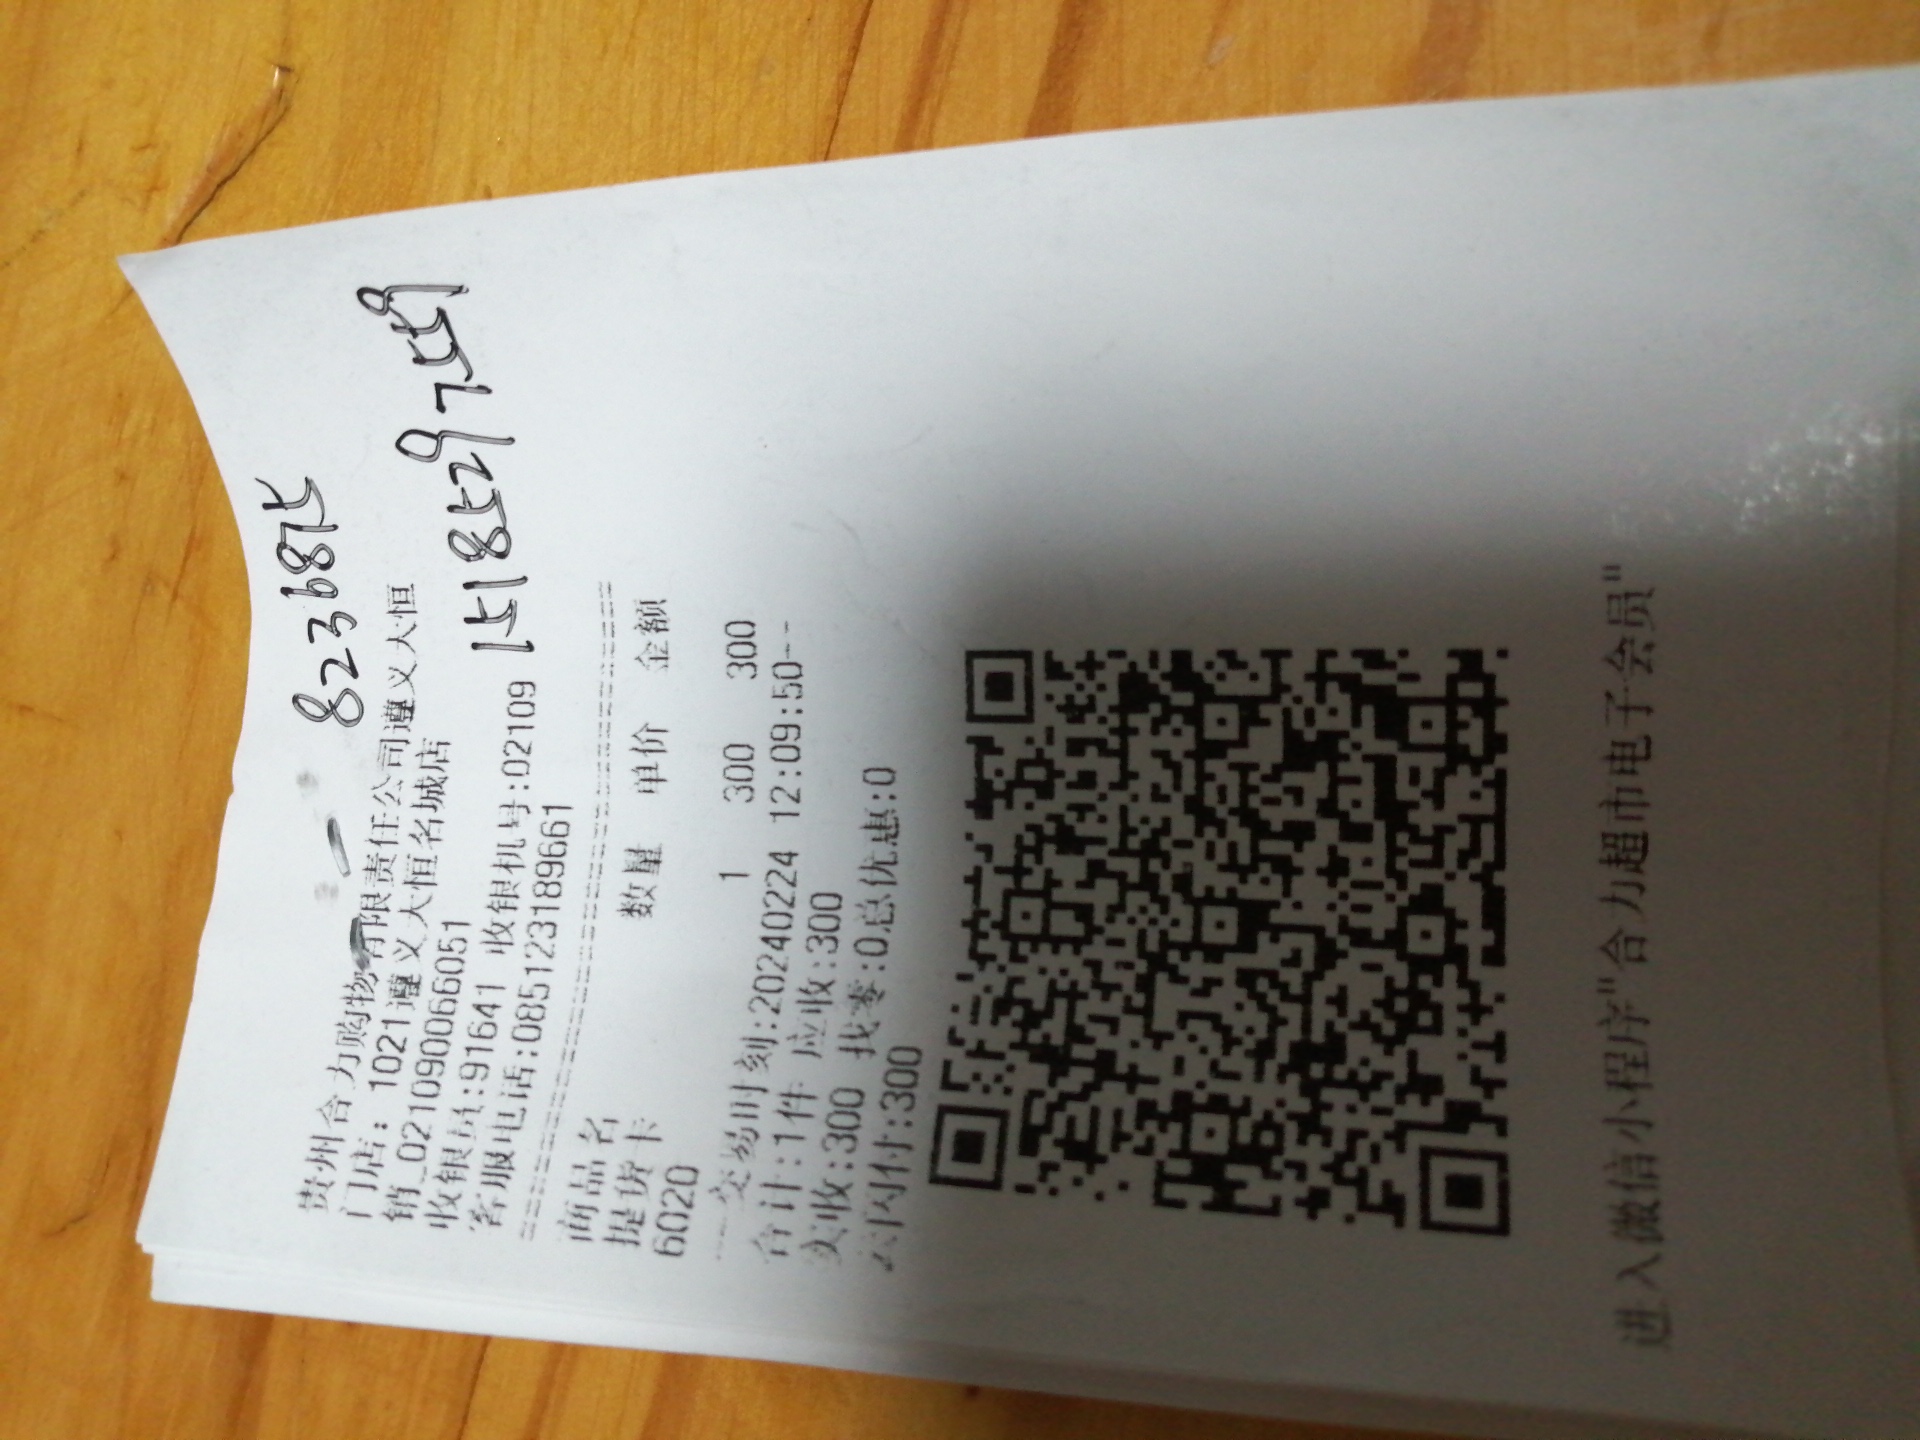 8236875
贵州合力购物有限责任公司遵义大恒
门店: 1021遵义大恒名城店
15185297559
销_021090066051
收银员:91641 收银机号:02109
客服电话:085123189661
商品名 数量 单价 金额
提货卡
6020 1 300 300
--交易时刻:20240224 12:09:50--
合计:1件 应收:300
实收:300 找零:0总优惠:0
云闪付:300
进入微信小程序"合力超市电子会员"